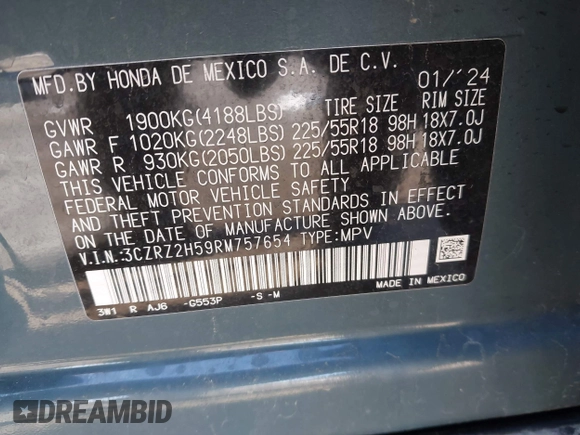 MFD.BY HONDA DE MEXICO S.A. DE C.V. 01/'24
GVWR 1900KG(4188LBS) TIRE SIZE RIM SIZE
GAWR F 1020KG(2248LBS) 225/55R18 98H 18X7.0J
GAWR R 930KG(2050LBS) 225/55R18 98H 18X7.0J
THIS VEHICLE CONFORMS TO ALL APPLICABLE
FEDERAL MOTOR VEHICLE SAFETY
AND THEFT PREVENTION STANDARDS IN EFFECT
ON THE DATE OF MANUFACTURE SHOWN ABOVE.
V.I.N.:3CZRZ2H59RM757654 TYPE:MPV
3W1 R AJ6 -G553P -S -M
MADE IN MEXICO
DREAMBID